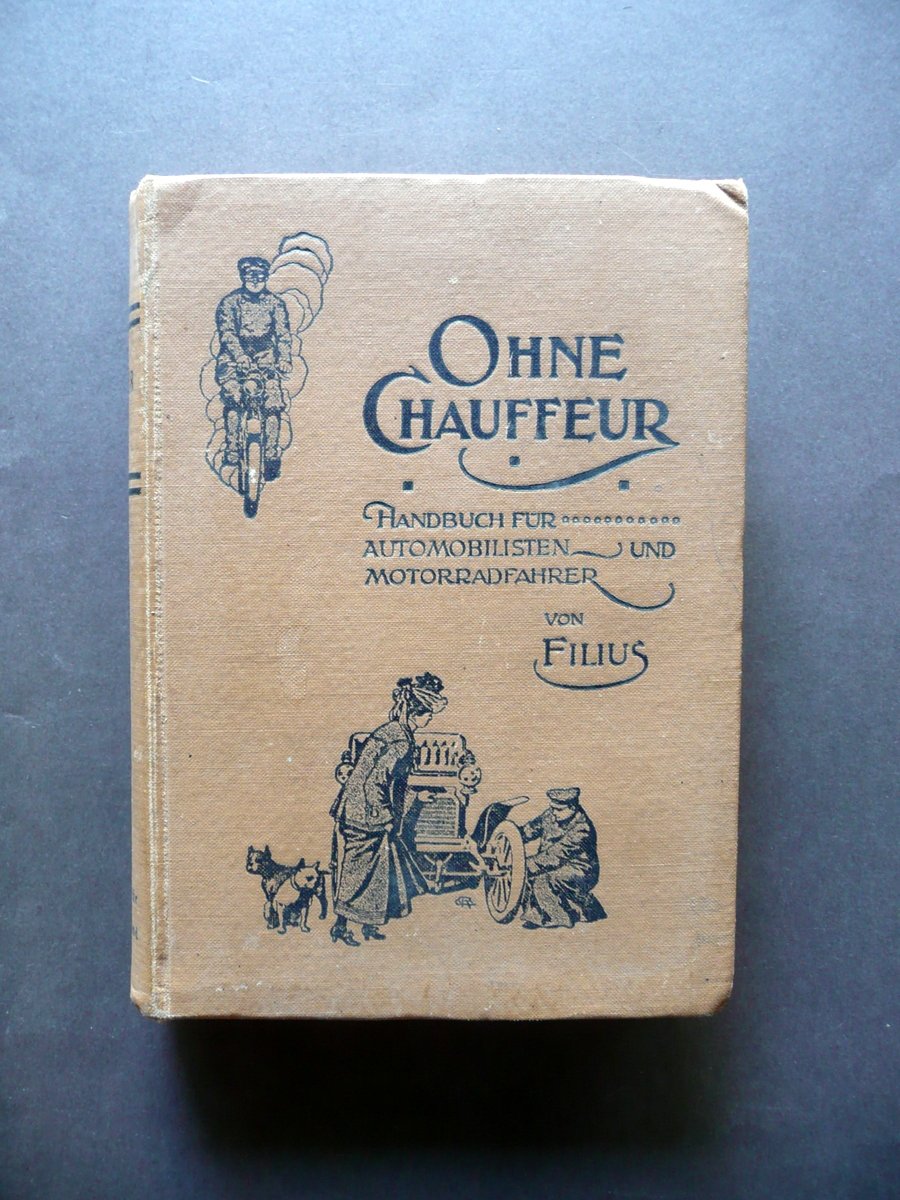 OHNE
CHAUFFEUR
HANDBUCH FÜR
AUTOMOBILISTEN UND
MOTORRADFAHRER
VON
FILIUS